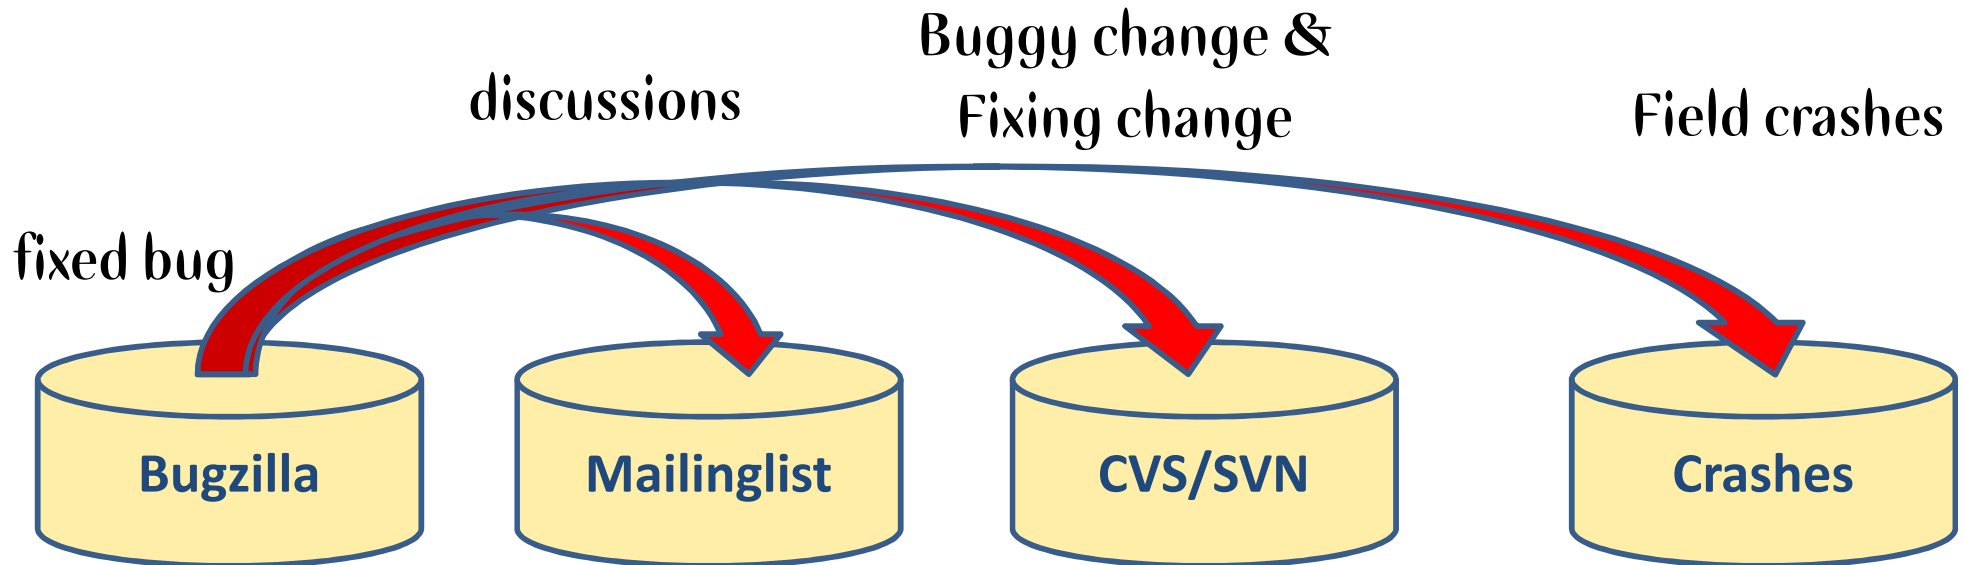 Buggy change &
Fixing change
discussions
Field crashes
fixed bug
Bugzilla
Mailinglist
CVS/SVN
Crashes